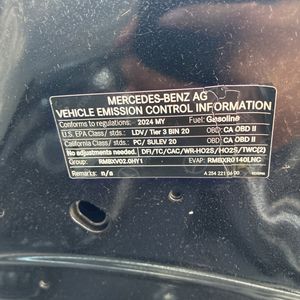 MERCEDES-BENZ AG
VEHICLE EMISSION CONTROL INFORMATION
Conforms to regulations: 2024 MY Fuel: Gasoline
U.S. EPA Class/ stds.: LDV/ Tier 3 BIN 20 OBD: CA OBD II
California Class/ stds.: PC/ SULEV 20 OBD: CA OBD II
No adjustments needed. DFI/TC/CAC/WR-HO2S/HO2S/TWC(2)
Group: RMBXV02.0HY1 EVAP: RMBXR0140LNC
Remarks: n/a
A 254 221 06 00